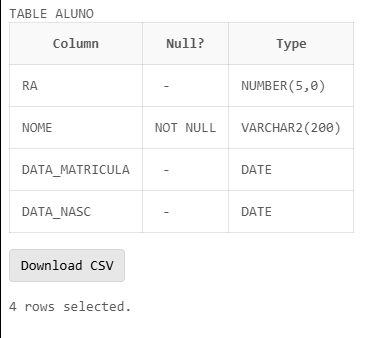 TABLE ALUNO
Column Null? Type
RA - NUMBER(5,0)
NOME NOT NULL VARCHAR2(200)
DATA_MATRICULA - DATE
DATA_NASC - DATE
Download CSV
4 rows selected.